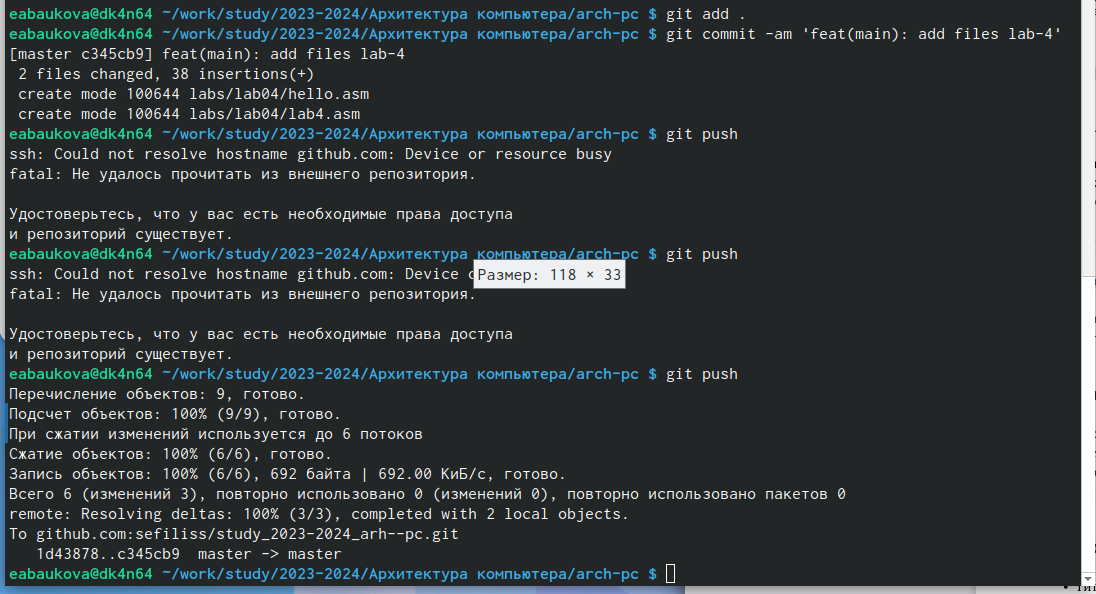 eabaukova@dk4n64 ~/work/study/2023-2024/Архитектура компьютера/arch-pc $ git add .
eabaukova@dk4n64 ~/work/study/2023-2024/Архитектура компьютера/arch-pc $ git commit -am 'feat(main): add files lab-4'
[master c345cb9] feat(main): add files lab-4
 2 files changed, 38 insertions(+)
 create mode 100644 labs/lab04/hello.asm
 create mode 100644 labs/lab04/lab4.asm
eabaukova@dk4n64 ~/work/study/2023-2024/Архитектура компьютера/arch-pc $ git push
ssh: Could not resolve hostname github.com: Device or resource busy
fatal: Не удалось прочитать из внешнего репозитория.

Удостоверьтесь, что у вас есть необходимые права доступа
и репозиторий существует.
eabaukova@dk4n64 ~/work/study/2023-2024/Архитектура компьютера/arch-pc $ git push
ssh: Could not resolve hostname github.com: Device
Размер: 118 × 33
fatal: Не удалось прочитать из внешнего репозитория.

Удостоверьтесь, что у вас есть необходимые права доступа
и репозиторий существует.
eabaukova@dk4n64 ~/work/study/2023-2024/Архитектура компьютера/arch-pc $ git push
Перечисление объектов: 9, готово.
Подсчет объектов: 100% (9/9), готово.
При сжатии изменений используется до 6 потоков
Сжатие объектов: 100% (6/6), готово.
Запись объектов: 100% (6/6), 692 байта | 692.00 КиБ/с, готово.
Всего 6 (изменений 3), повторно использовано 0 (изменений 0), повторно использовано пакетов 0
remote: Resolving deltas: 100% (3/3), completed with 2 local objects.
To github.com:sefiliss/study_2023-2024_arh--pc.git
   1d43878..c345cb9  master -> master
eabaukova@dk4n64 ~/work/study/2023-2024/Архитектура компьютера/arch-pc $